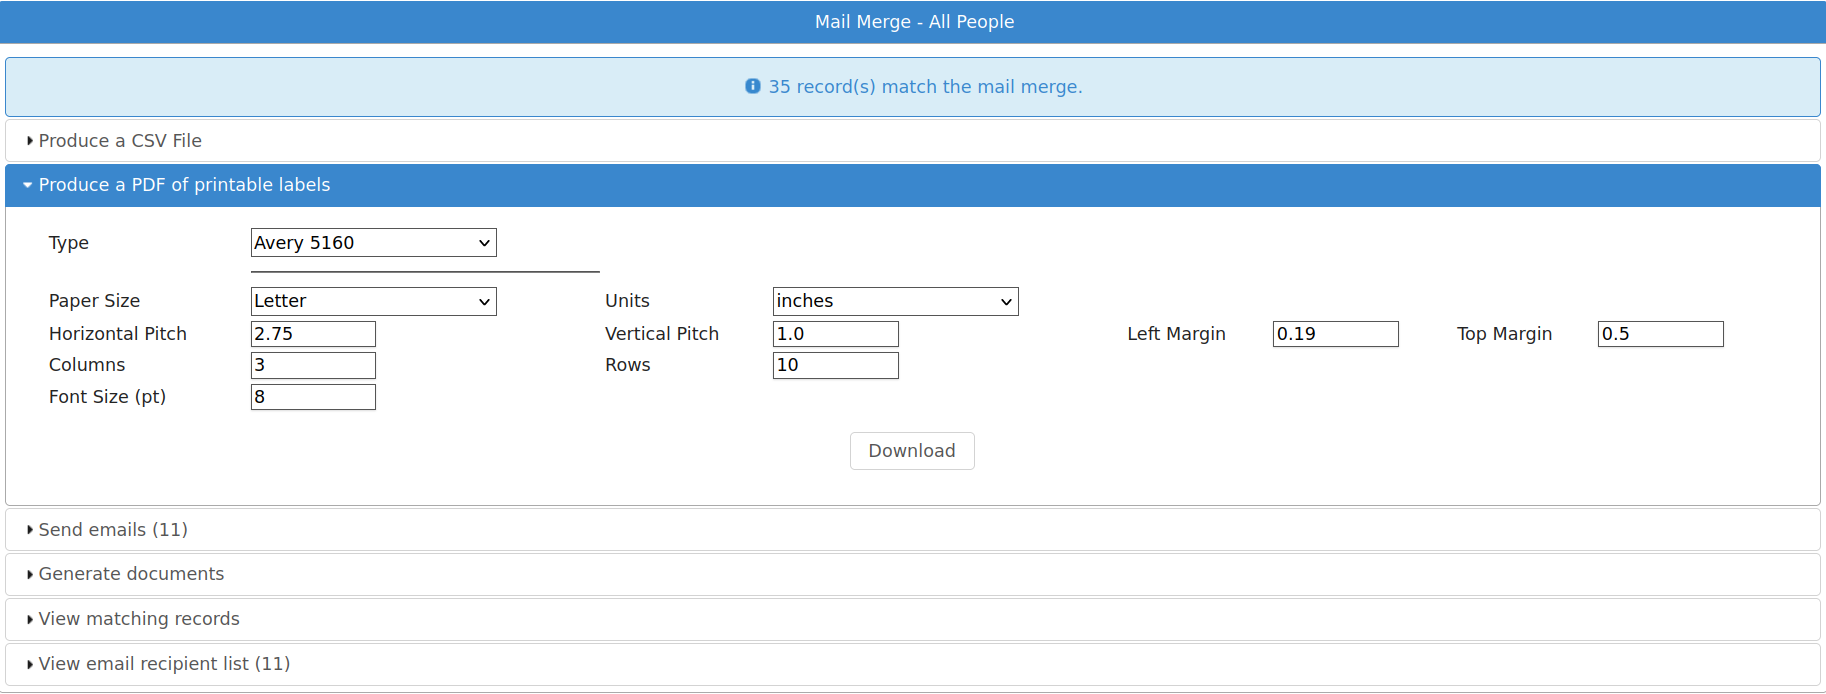 Mail Merge - All People
35 record(s) match the mail merge.
Produce a CSV File
Produce a PDF of printable labels
Type Avery 5160
Paper Size Letter Units inches
Horizontal Pitch 2.75 Vertical Pitch 1.0 Left Margin 0.19 Top Margin 0.5
Columns 3 Rows 10
Font Size (pt) 8
Download
Send emails (11)
Generate documents
View matching records
View email recipient list (11)